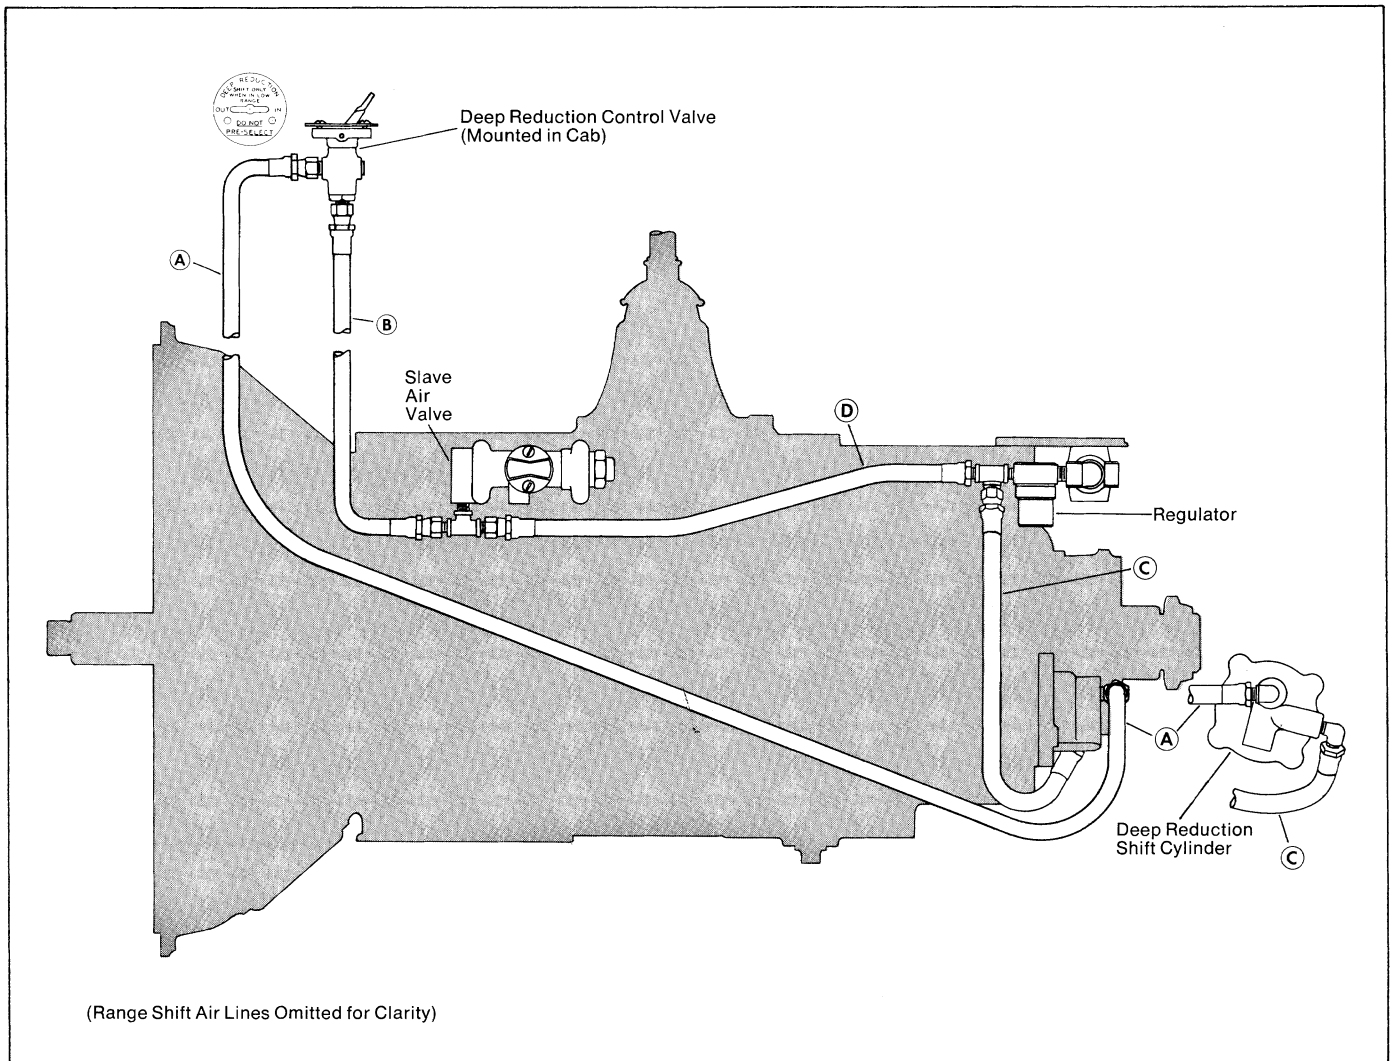 DEEP REDUCTION
SHIFT ONLY
WHEN IN LOW
RANGE
OUT IN
DO NOT
PRE-SELECT
Deep Reduction Control Valve
(Mounted in Cab)
A
B
Slave
Air
Valve
D
Regulator
C
A
Deep Reduction
Shift Cylinder
C
(Range Shift Air Lines Omitted for Clarity)